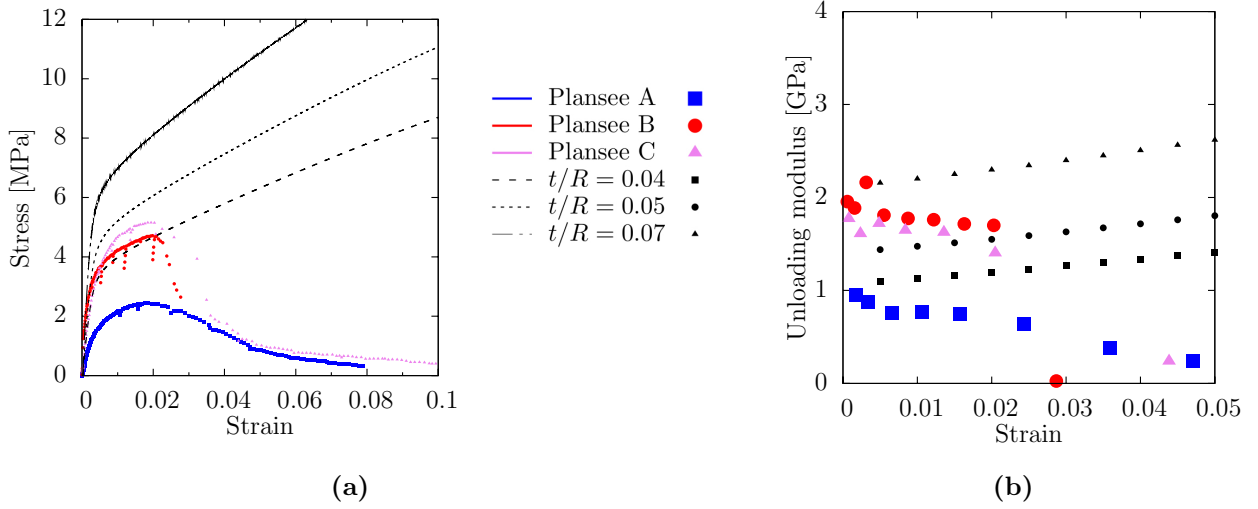 12
10
8
6
4
2
0
Stress [MPa]
0 0.02 0.04 0.06 0.08 0.1
Strain
(a)
Plansee A
Plansee B
Plansee C
t/R = 0.04
t/R = 0.05
t/R = 0.07
4
3
2
1
0
Unloading modulus [GPa]
0 0.01 0.02 0.03 0.04 0.05
Strain
(b)